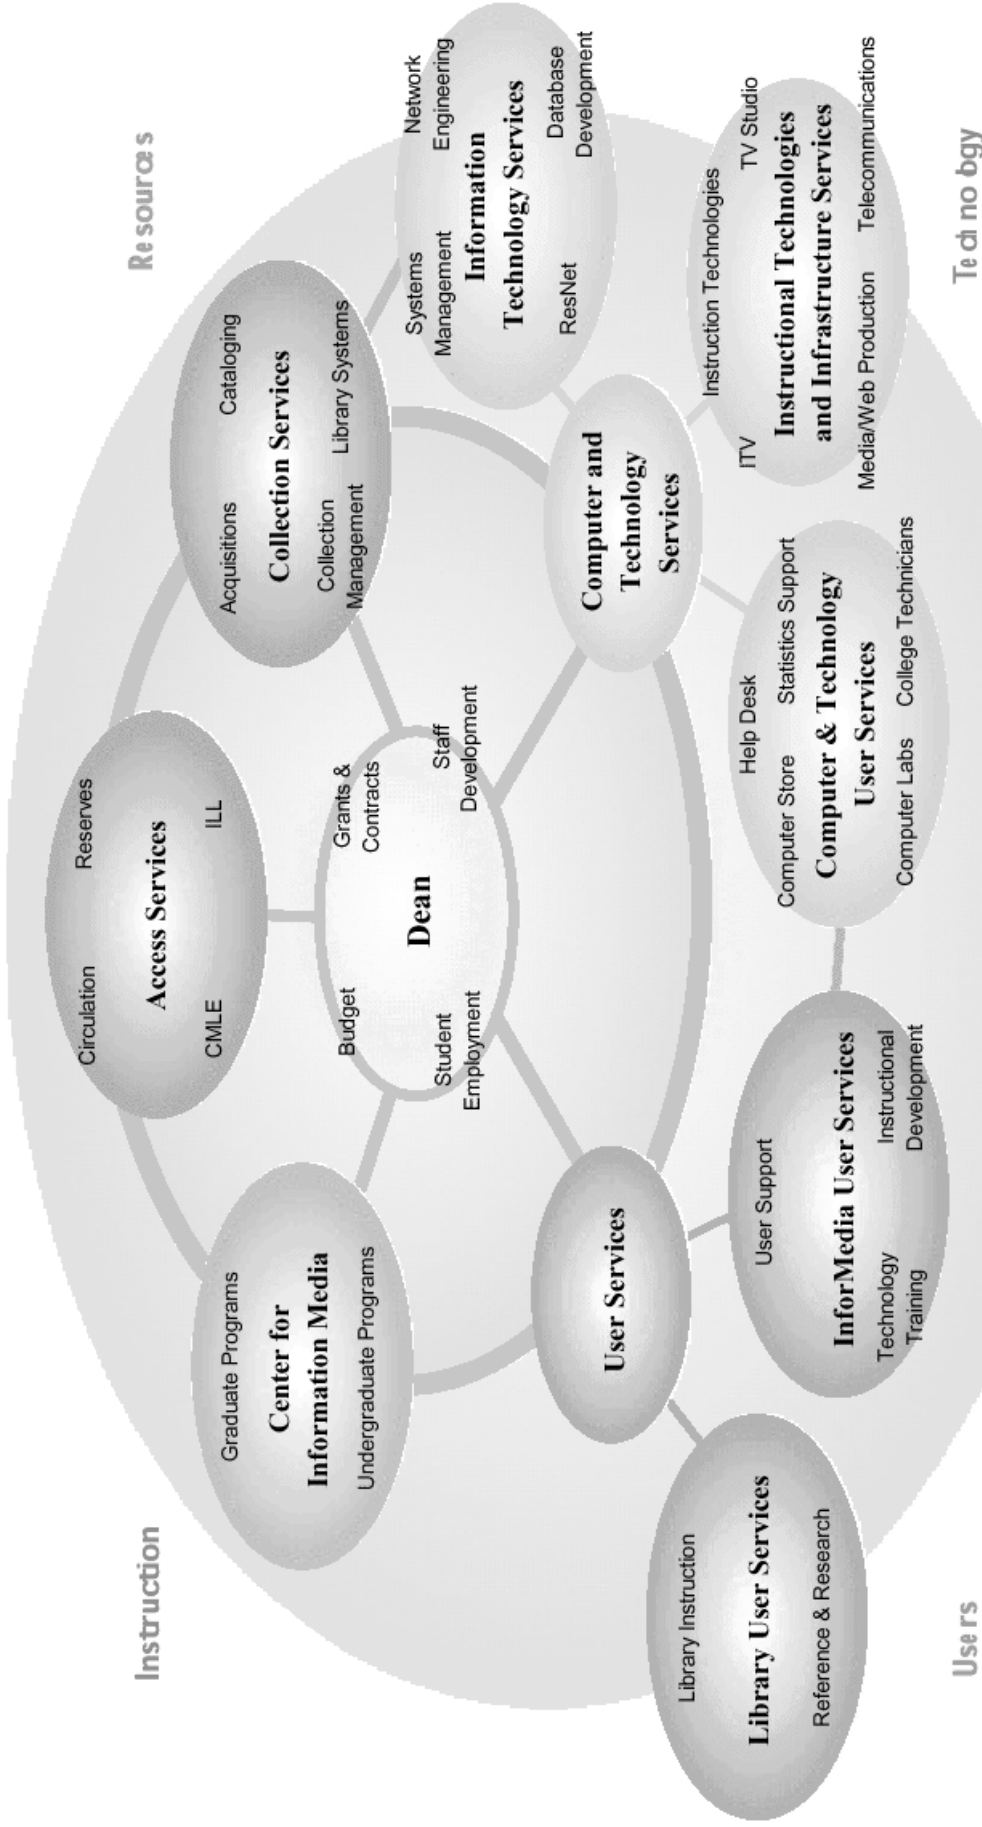 Instruction
Resources
Circulation
Reserves
Access Services
CMLE
ILL
Graduate Programs
Center for
Information Media
Undergraduate Programs
Acquisitions
Cataloging
Collection Services
Collection
Management
Library Systems
Budget
Grants &
Contracts
Dean
Student
Employment
Staff
Development
Systems
Management
Network
Engineering
Information
Technology Services
ResNet
Database
Development
User Services
Computer and
Technology
Services
Library Instruction
Library User Services
Reference & Research
User Support
InforMedia User Services
Technology
Training
Instructional
Development
Help Desk
Computer Store
Statistics Support
Computer & Technology
User Services
Computer Labs
College Technicians
Instruction Technologies
ITV
TV Studio
Instructional Technologies
and Infrastructure Services
Media/Web Production
Telecommunications
Users
Technology